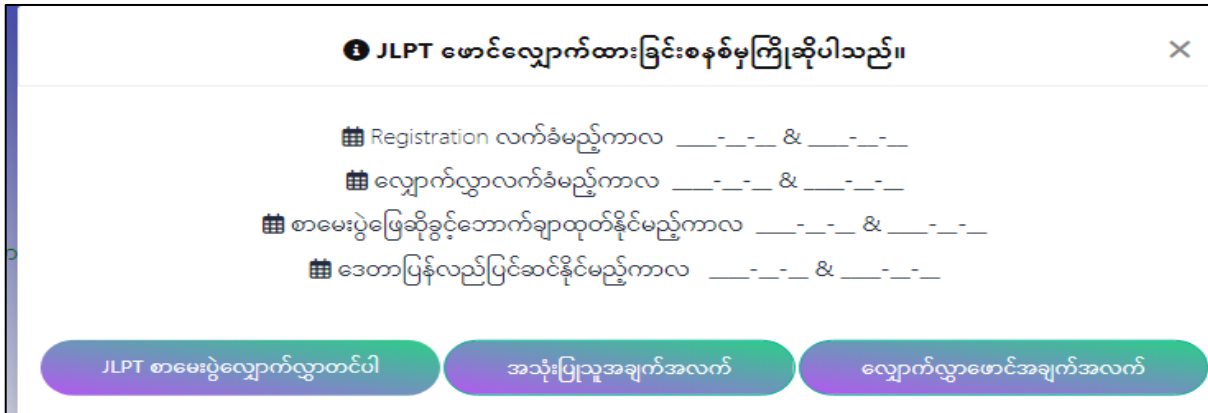 JLPT ဖောင်လျှောက်ထားခြင်းစနစ်မှကြိုဆိုပါသည်။
Registration လက်ခံမည့်ကာလ ____-__-__ & ____-__-__
လျှောက်လွှာလက်ခံမည့်ကာလ ____-__-__ & ____-__-__
စာမေးပွဲဖြေဆိုခွင့်ဘောက်ချာထုတ်နိုင်မည့်ကာလ ____-__-__ & ____-__-__
ဒေတာပြန်လည်ပြင်ဆင်နိုင်မည့်ကာလ ____-__-__ & ____-__-__
JLPT စာမေးပွဲလျှောက်လွှာတင်ပါ
အသုံးပြုသူအချက်အလက်
လျှောက်လွှာဖောင်အချက်အလက်